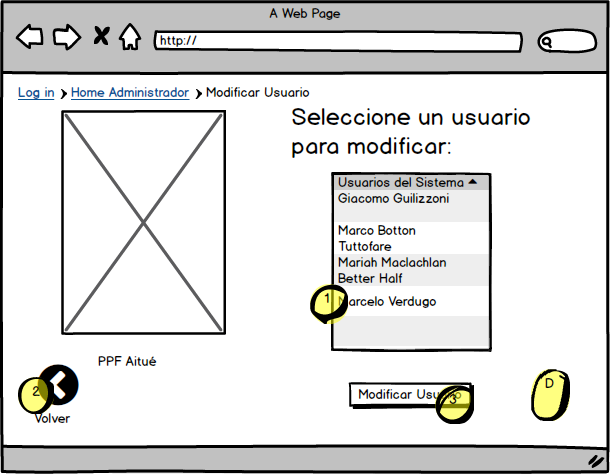 A Web Page
http://
Log in Home Administrador Modificar Usuario
Seleccione un usuario
para modificar:
Usuarios del Sistema
Giacomo Guilizzoni
Marco Botton
Tuttofare
Mariah Maclachlan
Better Half
1
Marcelo Verdugo
PPF Aitué
2
Volver
Modificar Usuario
3
D